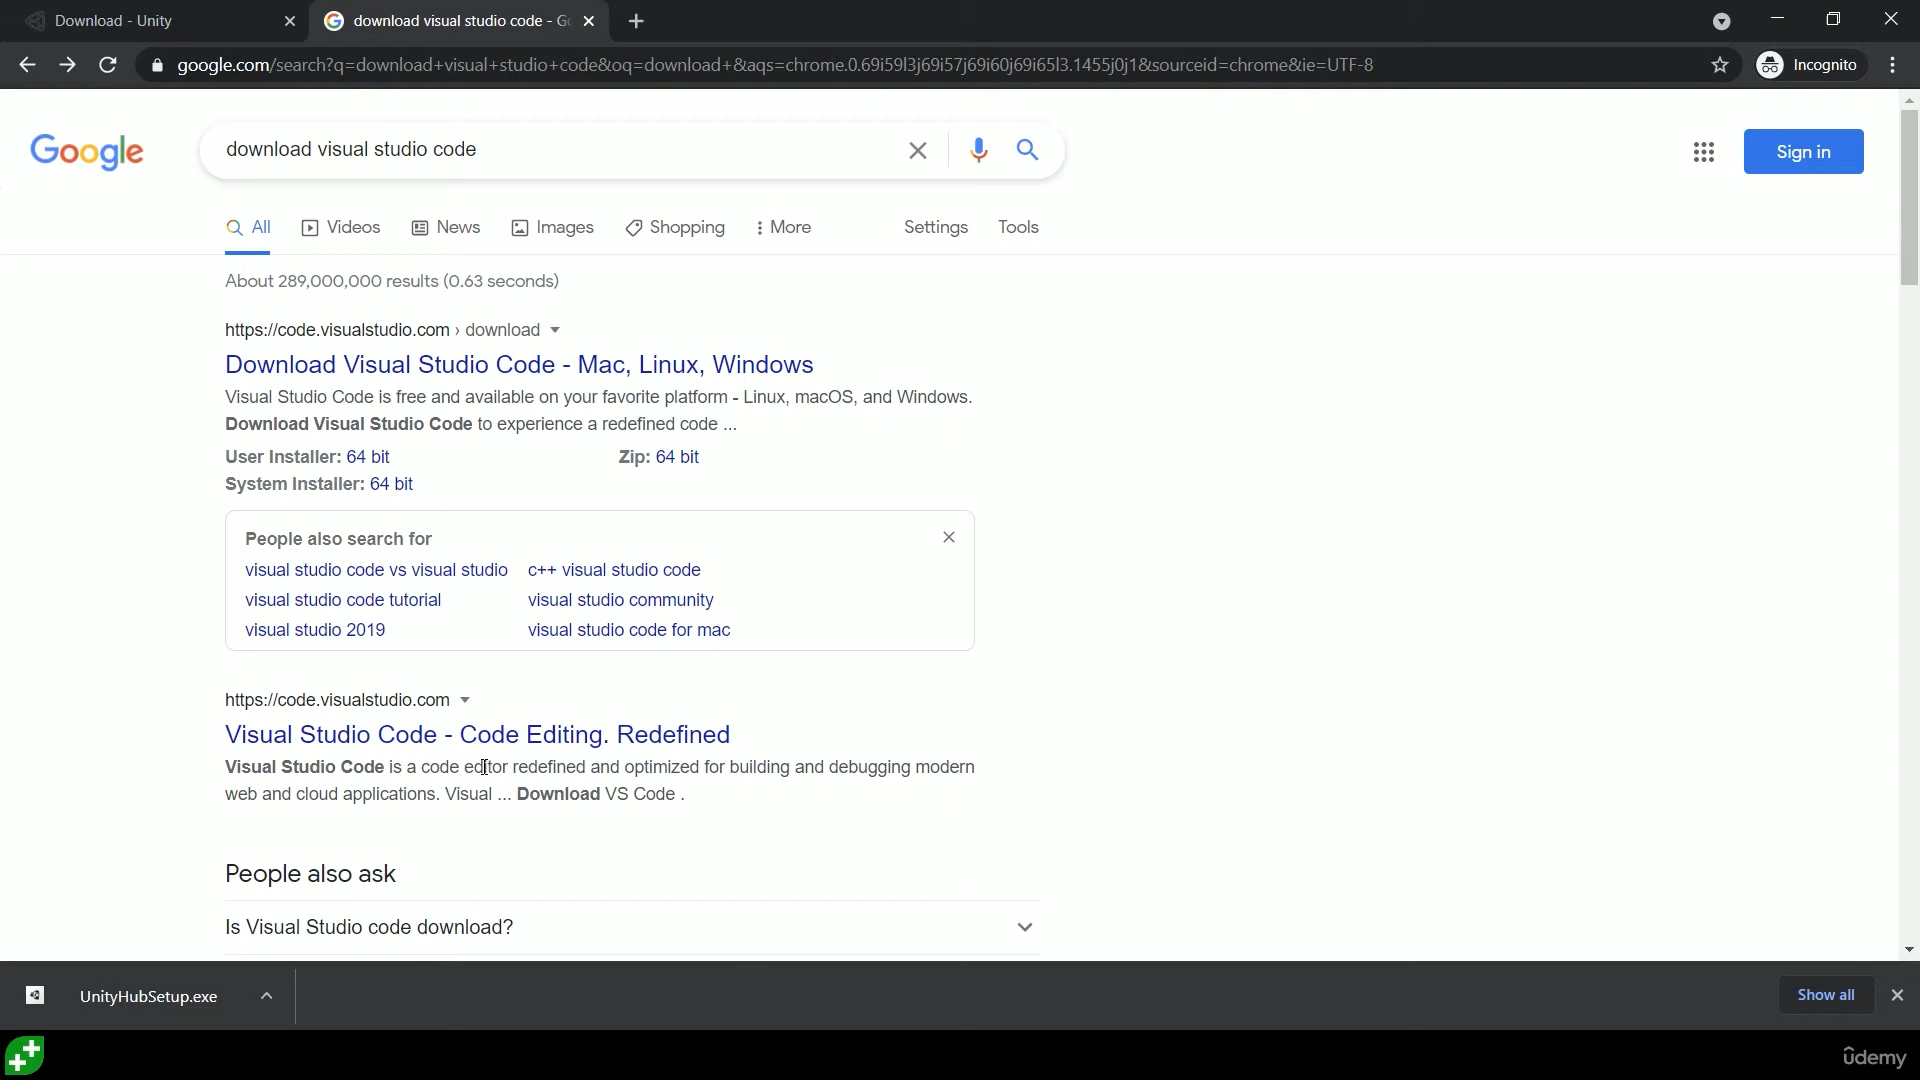 Download - Unity
download visual studio code - Go
google.com/search?q=download+visual+studio+code&oq=download+&aqs=chrome.0.69i59l3j69i57j69i60j69i65l3.1455j0j1&sourceid=chrome&ie=UTF-8
Incognito
Google
download visual studio code
Sign in
All
Videos
News
Images
Shopping
More
Settings
Tools
About 289,000,000 results (0.63 seconds)
https://code.visualstudio.com › download
Download Visual Studio Code - Mac, Linux, Windows
Visual Studio Code is free and available on your favorite platform - Linux, macOS, and Windows.
Download Visual Studio Code to experience a redefined code ...
User Installer: 64 bit
Zip: 64 bit
System Installer: 64 bit
People also search for
visual studio code vs visual studio
c++ visual studio code
visual studio code tutorial
visual studio community
visual studio 2019
visual studio code for mac
https://code.visualstudio.com
Visual Studio Code - Code Editing. Redefined
Visual Studio Code is a code editor redefined and optimized for building and debugging modern
web and cloud applications. Visual ... Download VS Code .
People also ask
Is Visual Studio code download?
UnityHubSetup.exe
Show all
ûdemy